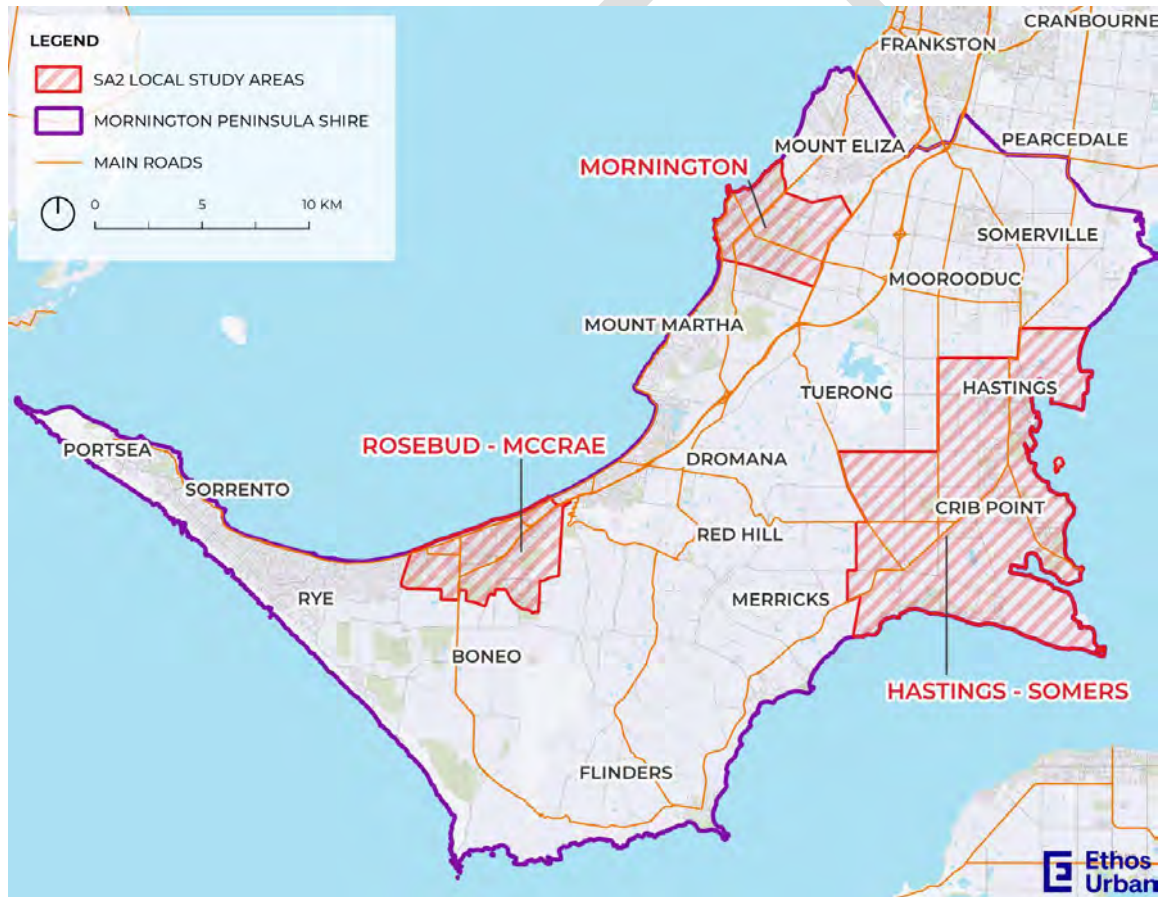 LEGEND
SA2 LOCAL STUDY AREAS
MORNINGTON PENINSULA SHIRE
MAIN ROADS
0 5 10 KM
CRANBOURNE
FRANKSTON
PEARCEDALE
MOUNT ELIZA
MORNINGTON
SOMERVILLE
MOOROODUC
MOUNT MARTHA
TUERONG
HASTINGS
PORTSEA
ROSEBUD - MCCRAE
DROMANA
SORRENTO
CRIB POINT
RED HILL
RYE
MERRICKS
BONEO
HASTINGS - SOMERS
FLINDERS
Ethos
Urban